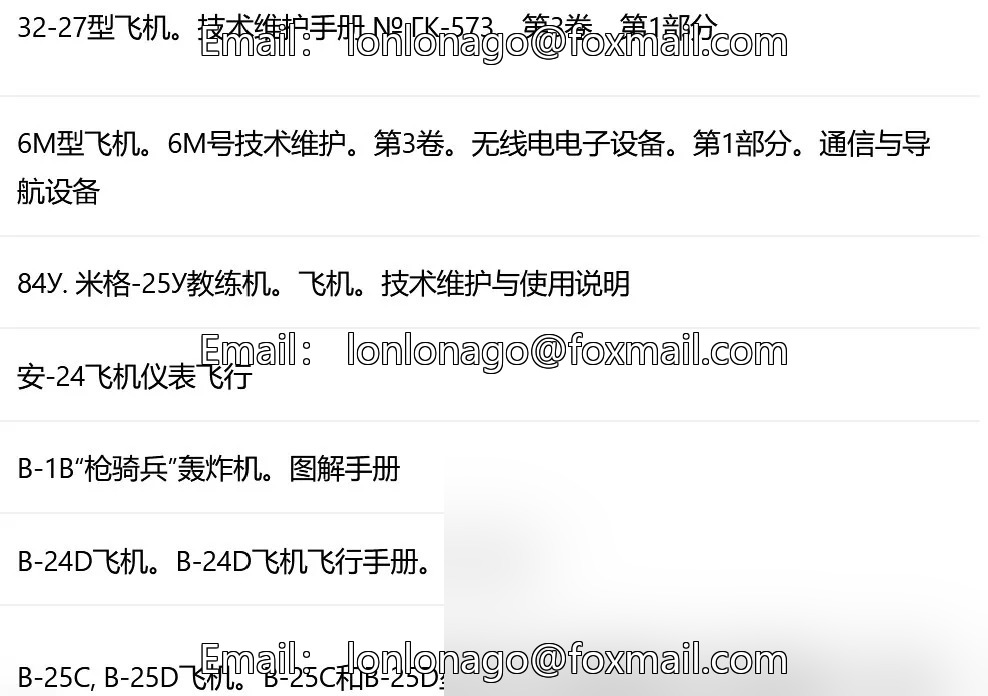 32-27型飞机。技术维护手册 № ГК-573。第3卷。第1部分
Email： lonlonago@foxmail.com
6M型飞机。6M号技术维护。第3卷。无线电电子设备。第1部分。通信与导
航设备
84У. 米格-25У教练机。飞机。技术维护与使用说明
Email： lonlonago@foxmail.com
安-24飞机仪表飞行
B-1B“枪骑兵”轰炸机。图解手册
B-24D飞机。B-24D飞机飞行手册。
Email： lonlonago@foxmail.com
B-25C, B-25D飞机。B-25C和B-25D